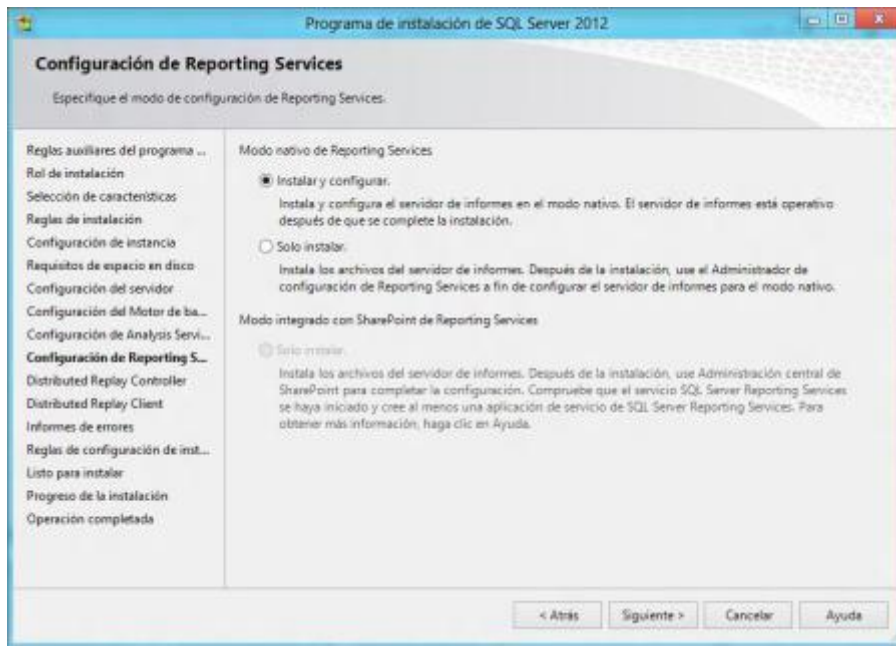 Programa de instalación de SQL Server 2012
Configuración de Reporting Services
Especifique el modo de configuración de Reporting Services.
Reglas auxiliares del programa ...
Rol de instalación
Selección de características
Reglas de instalación
Configuración de instancia
Requisitos de espacio en disco
Configuración del servidor
Configuración del Motor de ba...
Configuración de Analysis Servi...
Configuración de Reporting S...
Distributed Replay Controller
Distributed Replay Client
Informes de errores
Reglas de configuración de inst...
Listo para instalar
Progreso de la instalación
Operación completada
Modo nativo de Reporting Services
Instalar y configurar.
Instala y configura el servidor de informes en el modo nativo. El servidor de informes está operativo
después de que se complete la instalación.
Solo instalar.
Instala los archivos del servidor de informes. Después de la instalación, use el Administrador de
configuración de Reporting Services a fin de configurar el servidor de informes para el modo nativo.
Modo integrado con SharePoint de Reporting Services
Solo instalar.
Instala los archivos del servidor de informes. Después de la instalación, use Administración central de
SharePoint para completar la configuración. Compruebe que el servicio SQL Server Reporting Services
se haya iniciado y cree al menos una aplicación de servicio de SQL Server Reporting Services. Para
obtener más información, haga clic en Ayuda.
< Atrás
Siguiente >
Cancelar
Ayuda